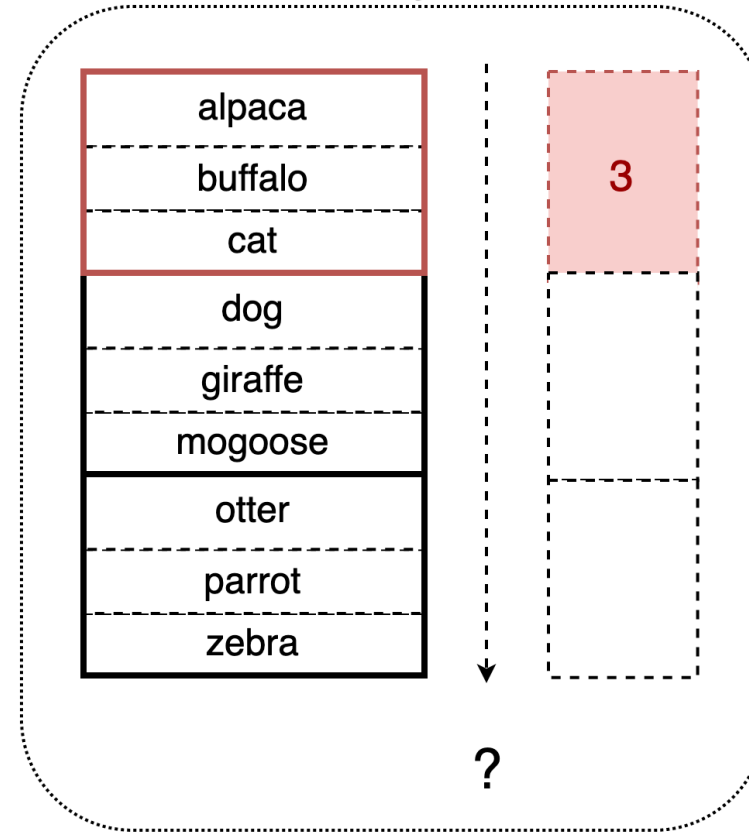 alpaca
buffalo
3
cat
dog
giraffe
mogoose
otter
parrot
zebra
?